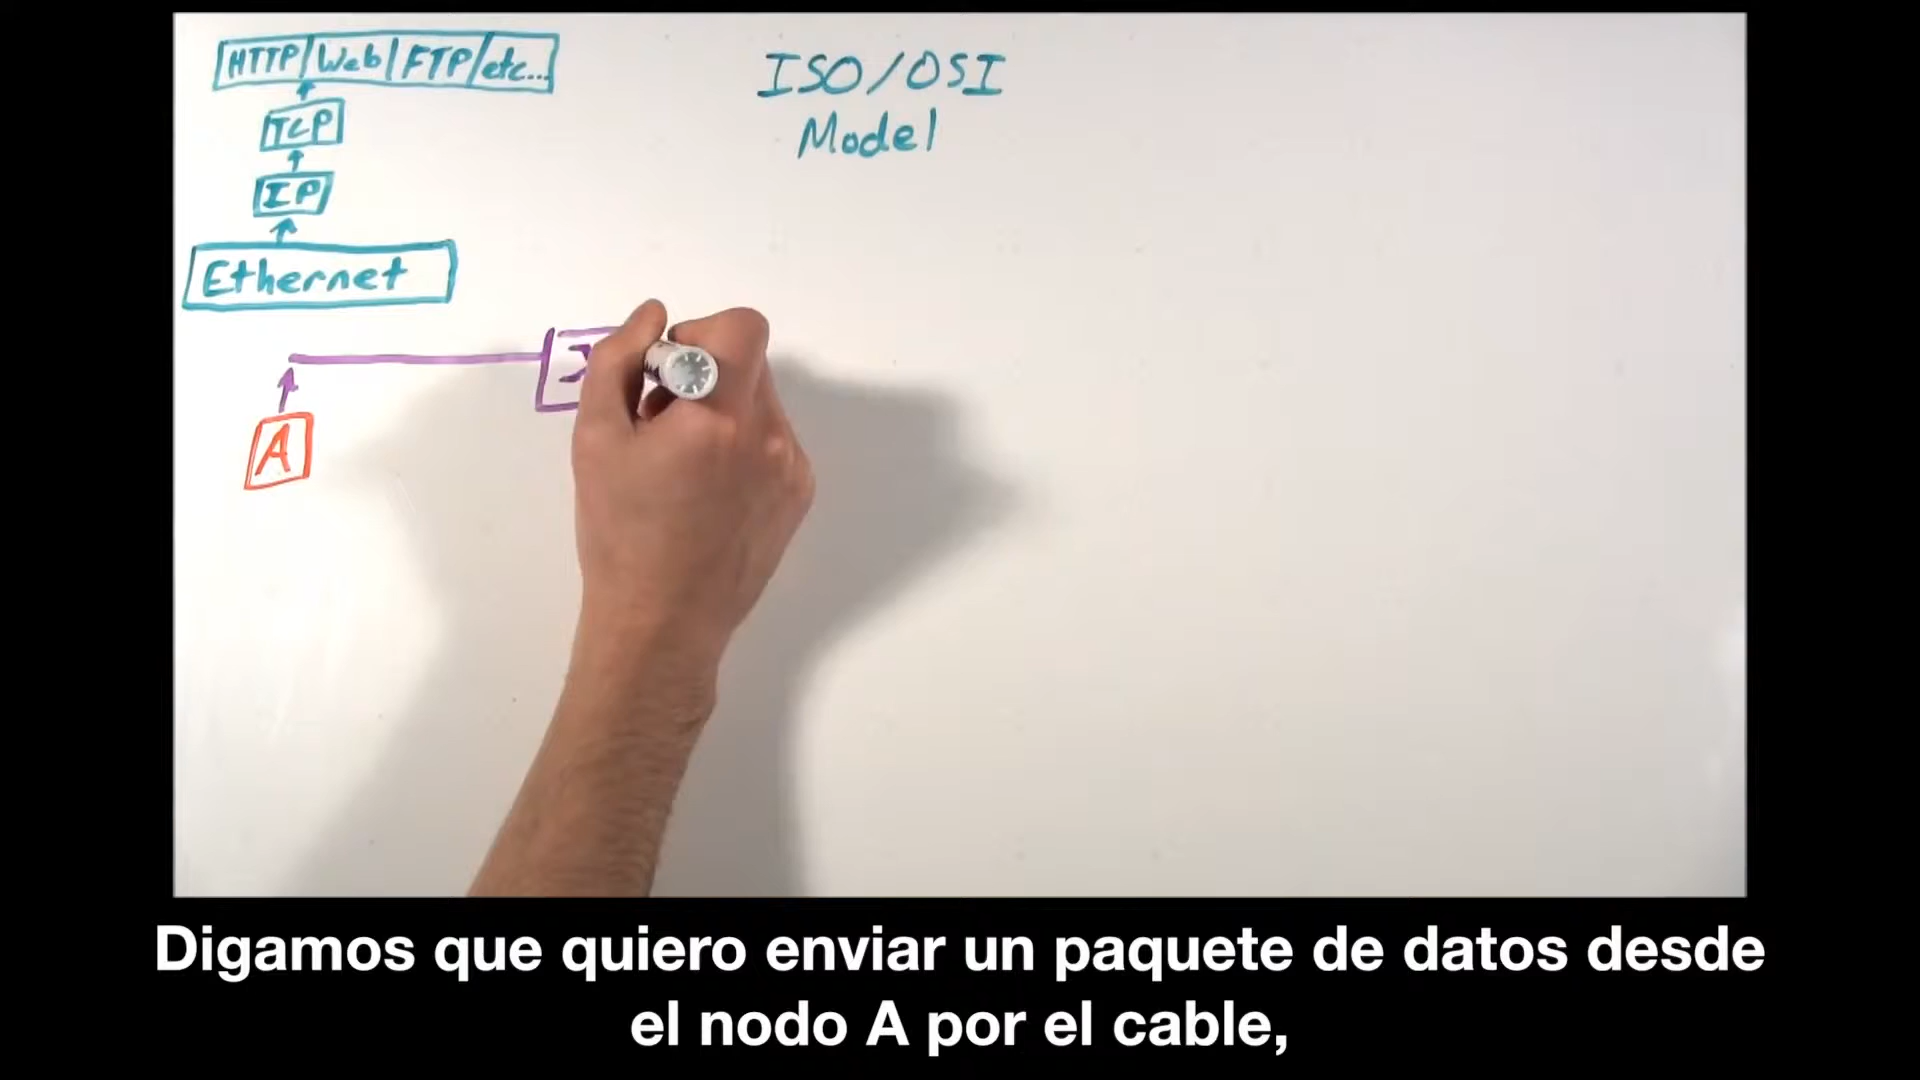 HTTP/Web/FTP/etc...
TCP
IP
Ethernet
A
ISO/OSI
Model
Digamos que quiero enviar un paquete de datos desde
el nodo A por el cable,